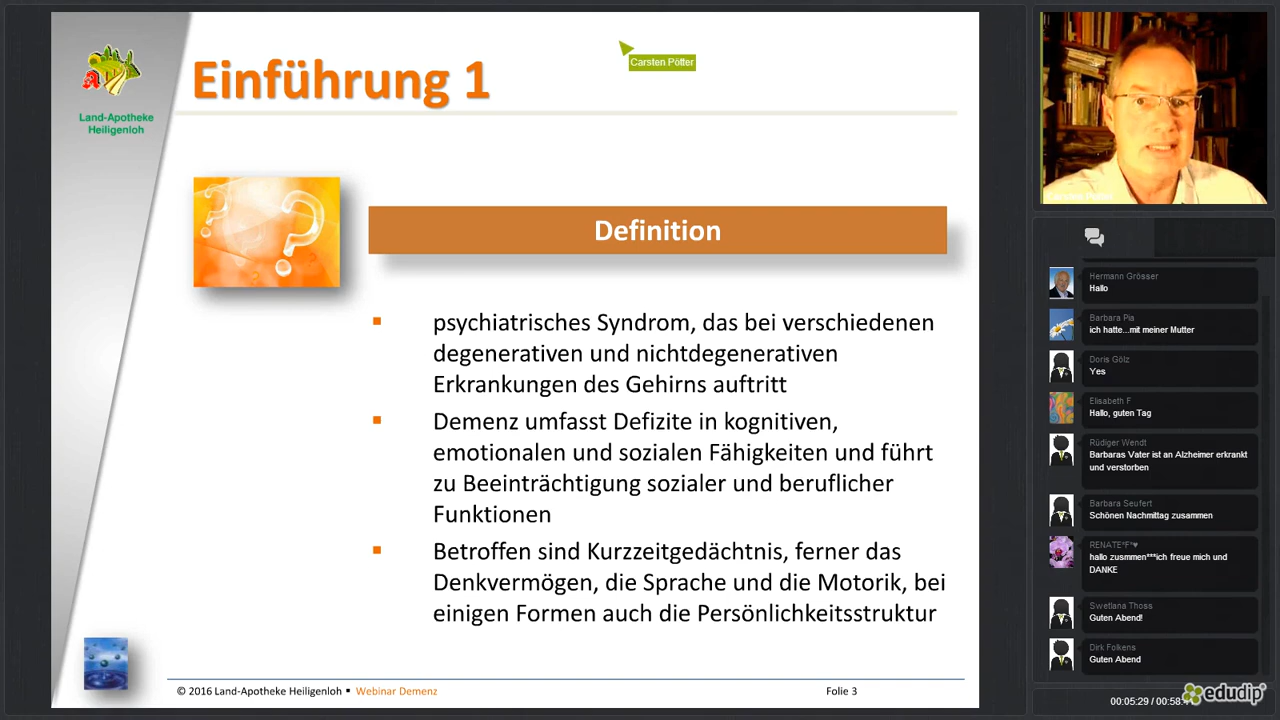 Land-Apotheke
Heiligenloh
Einführung 1
Carsten Pötter
Definition
psychiatrisches Syndrom, das bei verschiedenen
degenerativen und nichtdegenerativen
Erkrankungen des Gehirns auftritt
Demenz umfasst Defizite in kognitiven,
emotionalen und sozialen Fähigkeiten und führt
zu Beeinträchtigung sozialer und beruflicher
Funktionen
Betroffen sind Kurzzeitgedächtnis, ferner das
Denkvermögen, die Sprache und die Motorik, bei
einigen Formen auch die Persönlichkeitsstruktur
© 2016 Land-Apotheke Heiligenloh ▪ Webinar Demenz
Folie 3
Carsten Pötter
Hermann Grösser
Hallo
Barbara Pia
ich hatte...mit meiner Mutter
Doris Gölz
Yes
Elisabeth F
Hallo, guten Tag
Rüdiger Wendt
Barbaras Vater ist an Alzheimer erkrankt
und verstorben
Barbara Seufert
Schönen Nachmittag zusammen
RENATE*F*♥
hallo zusmmen***ich freue mich und
DANKE
Swetlana Thoss
Guten Abend!
Dirk Folkens
Guten Abend
00:05:29 / 00:58:
edudip